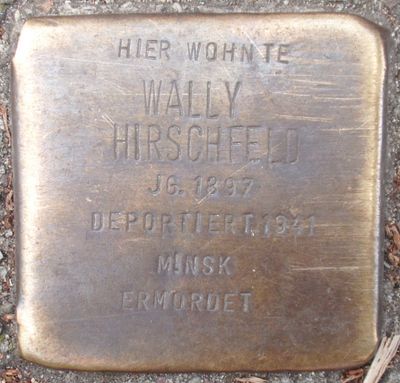 HIER WOHNTE
WALLY
HIRSCHFELD
JG. 1897
DEPORTIERT 1941
MINSK
ERMORDET